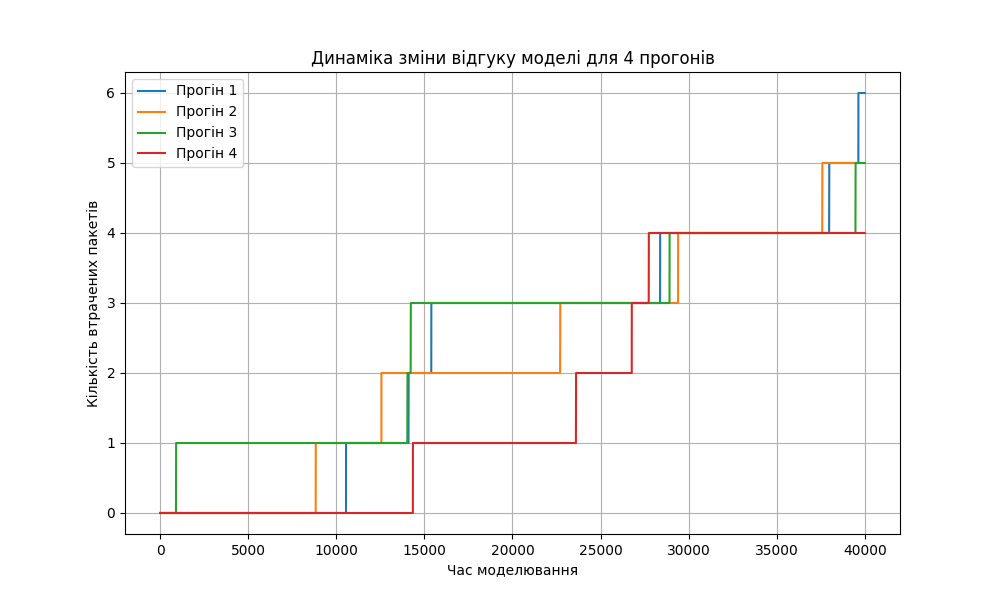 Динаміка зміни відгуку моделі для 4 прогонів
Прогін 1
Прогін 2
Прогін 3
Прогін 4
Кількість втрачених пакетів
6
5
4
3
2
1
0
0 5000 10000 15000 20000 25000 30000 35000 40000
Час моделювання